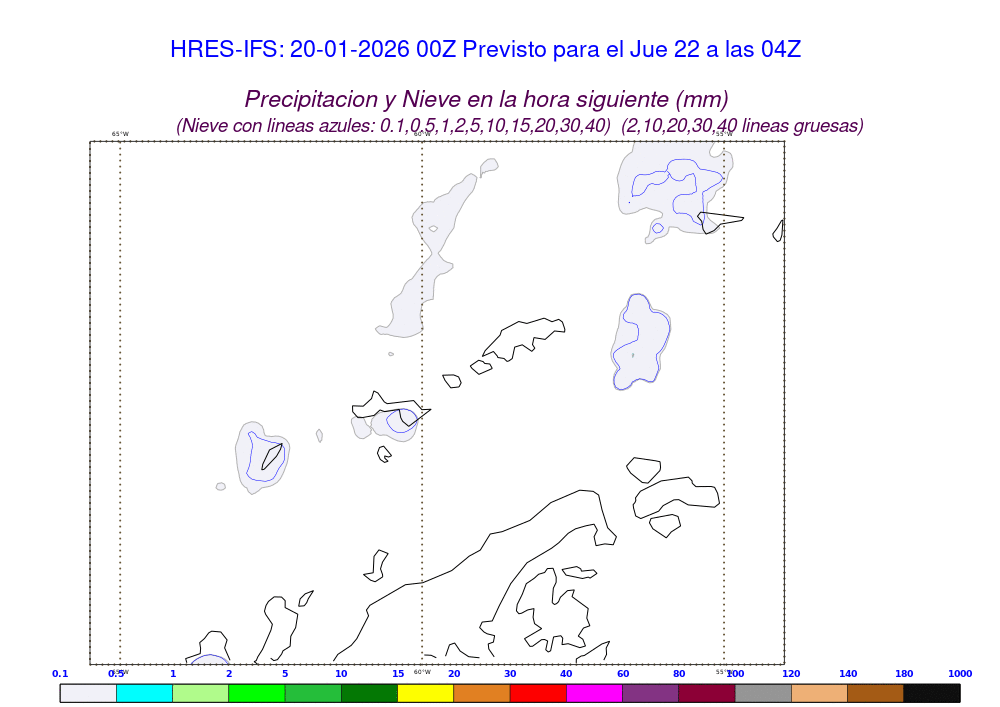 HRES-IFS: 20-01-2026 00Z Previsto para el Jue 22 a las 04Z
Precipitacion y Nieve en la hora siguiente (mm)
(Nieve con lineas azules: 0.1,0.5,1,2,5,10,15,20,30,40)  (2,10,20,30,40 lineas gruesas)
65°W 60°W 55°W
65°W 60°W 55°W
0.1 0.5 1 2 5 10 15 20 30 40 60 80 100 120 140 180 1000